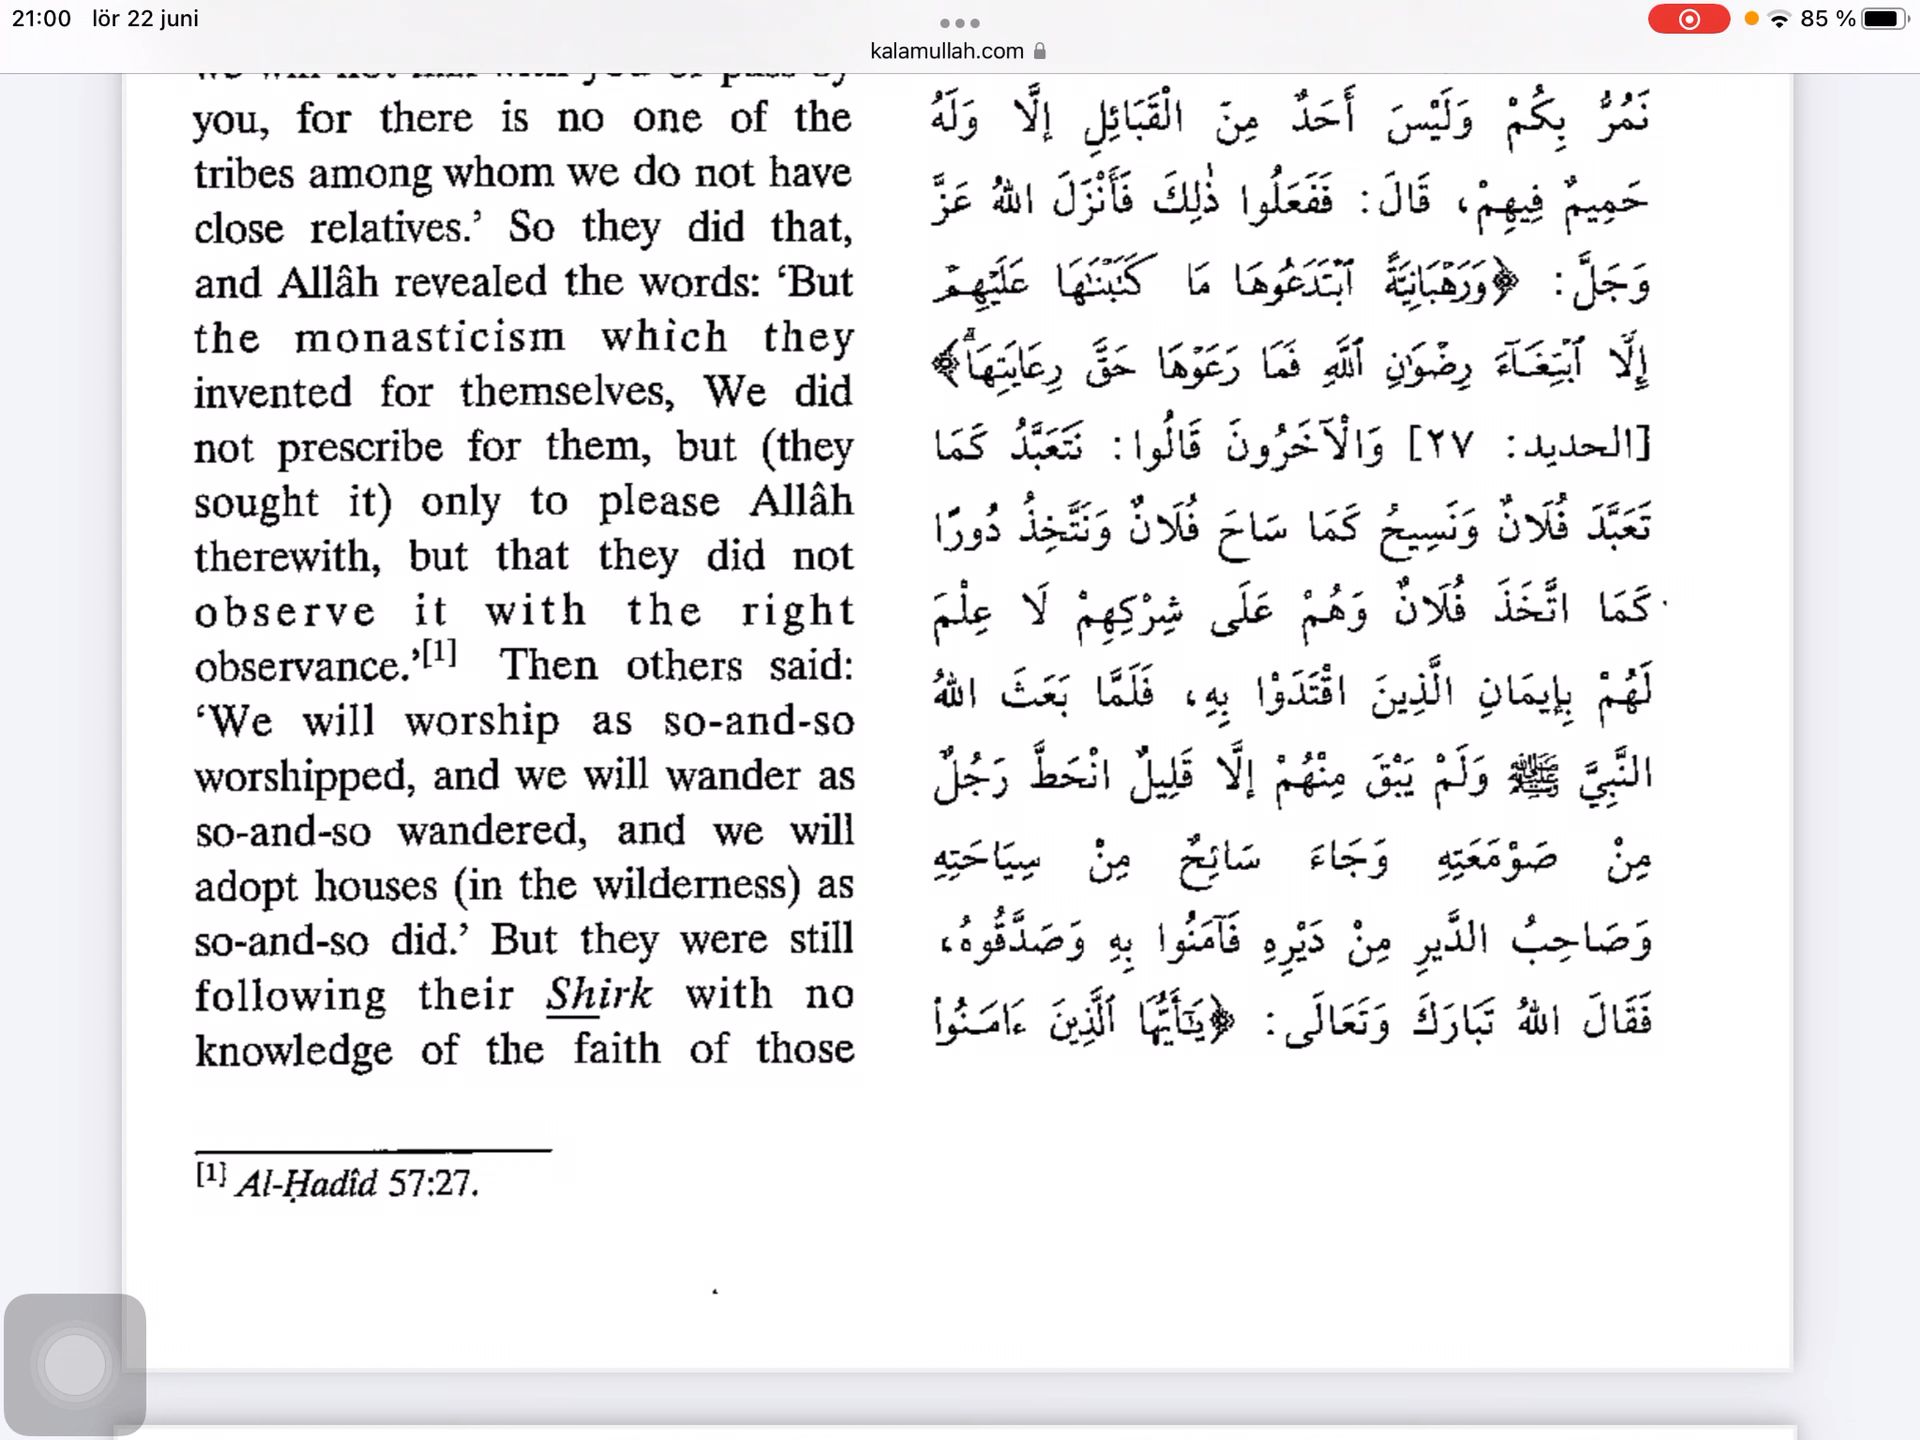 21:00 lör 22 juni
85 %
kalamullah.com
you, for there is no one of the
tribes among whom we do not have
close relatives.’ So they did that,
and Allâh revealed the words: ‘But
the monasticism which they
invented for themselves, We did
not prescribe for them, but (they
sought it) only to please Allâh
therewith, but that they did not
observe it with the right
observance.’[1] Then others said:
‘We will worship as so-and-so
worshipped, and we will wander as
so-and-so wandered, and we will
adopt houses (in the wilderness) as
so-and-so did.’ But they were still
following their Shirk with no
knowledge of the faith of those
نَمُرُّ بِكُمْ وَلَيْسَ أَحَدٌ مِنَ الْقَبَائِلِ إِلَّا وَلَهُ
حَمِيمٌ فِيهِمْ، قَالَ: فَفَعَلُوا ذٰلِكَ فَأَنْزَلَ اللهُ عَزَّ
وَجَلَّ: ﴿وَرَهْبَانِيَّةً ٱبْتَدَعُوهَا مَا كَتَبْنَٰهَا عَلَيْهِمْ
إِلَّا ٱبْتِغَآءَ رِضْوَٰنِ ٱللَّهِ فَمَا رَعَوْهَا حَقَّ رِعَايَتِهَاۖ﴾
[الحديد: ٢٧] وَالْآخَرُونَ قَالُوا: نَتَعَبَّدُ كَمَا
تَعَبَّدَ فُلَانٌ وَنَسِيحُ كَمَا سَاحَ فُلَانٌ وَنَتَّخِذُ دُورًا
كَمَا اتَّخَذَ فُلَانٌ وَهُمْ عَلَى شِرْكِهِمْ لَا عِلْمَ
لَهُمْ بِإِيمَانِ الَّذِينَ اقْتَدَوْا بِهِ، فَلَمَّا بَعَثَ اللهُ
النَّبِيَّ ﷺ وَلَمْ يَبْقَ مِنْهُمْ إِلَّا قَلِيلٌ انْحَطَّ رَجُلٌ
مِنْ صَوْمَعَتِهِ وَجَاءَ سَائِحٌ مِنْ سِيَاحَتِهِ
وَصَاحِبُ الدَّيرِ مِنْ دَيْرِهِ فَآمَنُوا بِهِ وَصَدَّقُوهُ،
فَقَالَ اللهُ تَبَارَكَ وَتَعَالَى: ﴿يَٰٓأَيُّهَا ٱلَّذِينَ ءَامَنُوا۟
[1] Al-Ḥadîd 57:27.